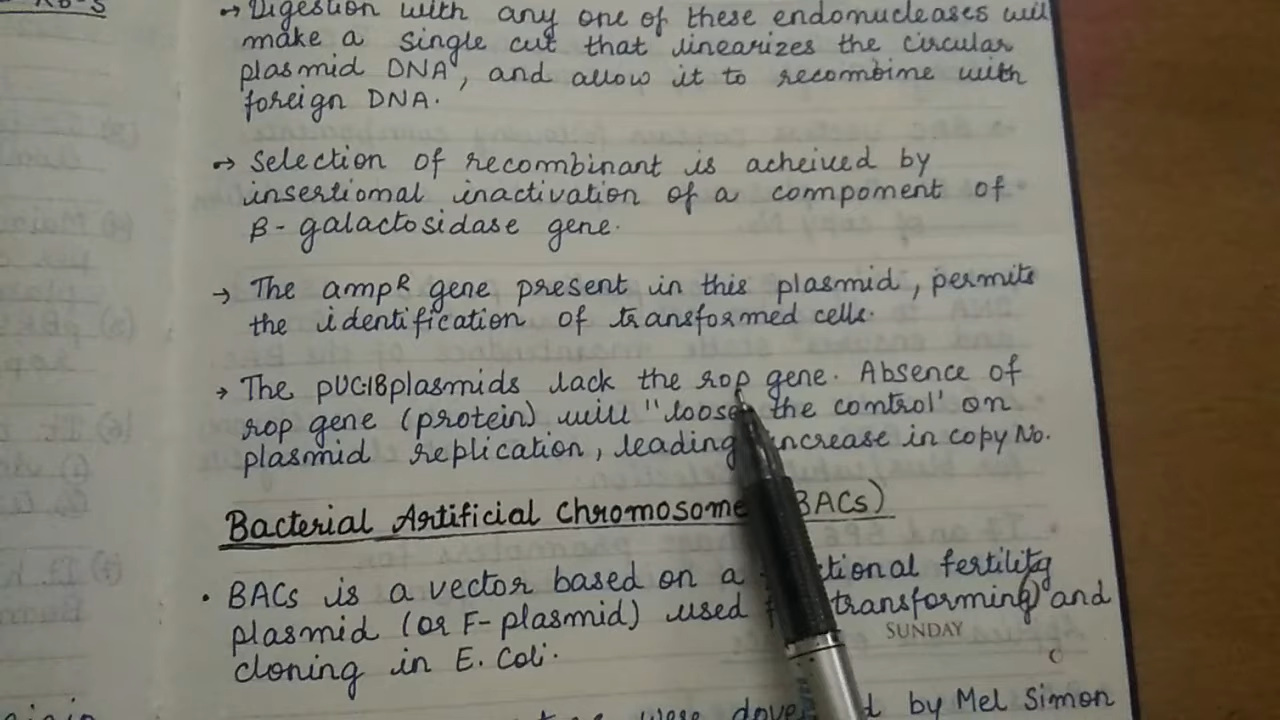 → Digestion with any one of these endonucleases will
make a single cut that linearizes the circular
plasmid DNA, and allow it to recombine with
foreign DNA.
→ Selection of recombinant is acheived by
insertional inactivation of a compoment of
β-galactosidase gene.
→ The ampR gene present in this plasmid, permits
the identification of transformed cells.
→ The pUC18plasmids lack the rop gene. Absence of
rop gene (protein) will "loose the control' on
plasmid replication, leading increase in copy No.
Bacterial Artificial Chromosome (BACs)
• BACs is a vector based on a fertility
plasmid (or F-plasmid) used transforming and
SUNDAY
cloning in E. Coli.
were by Mel Simon